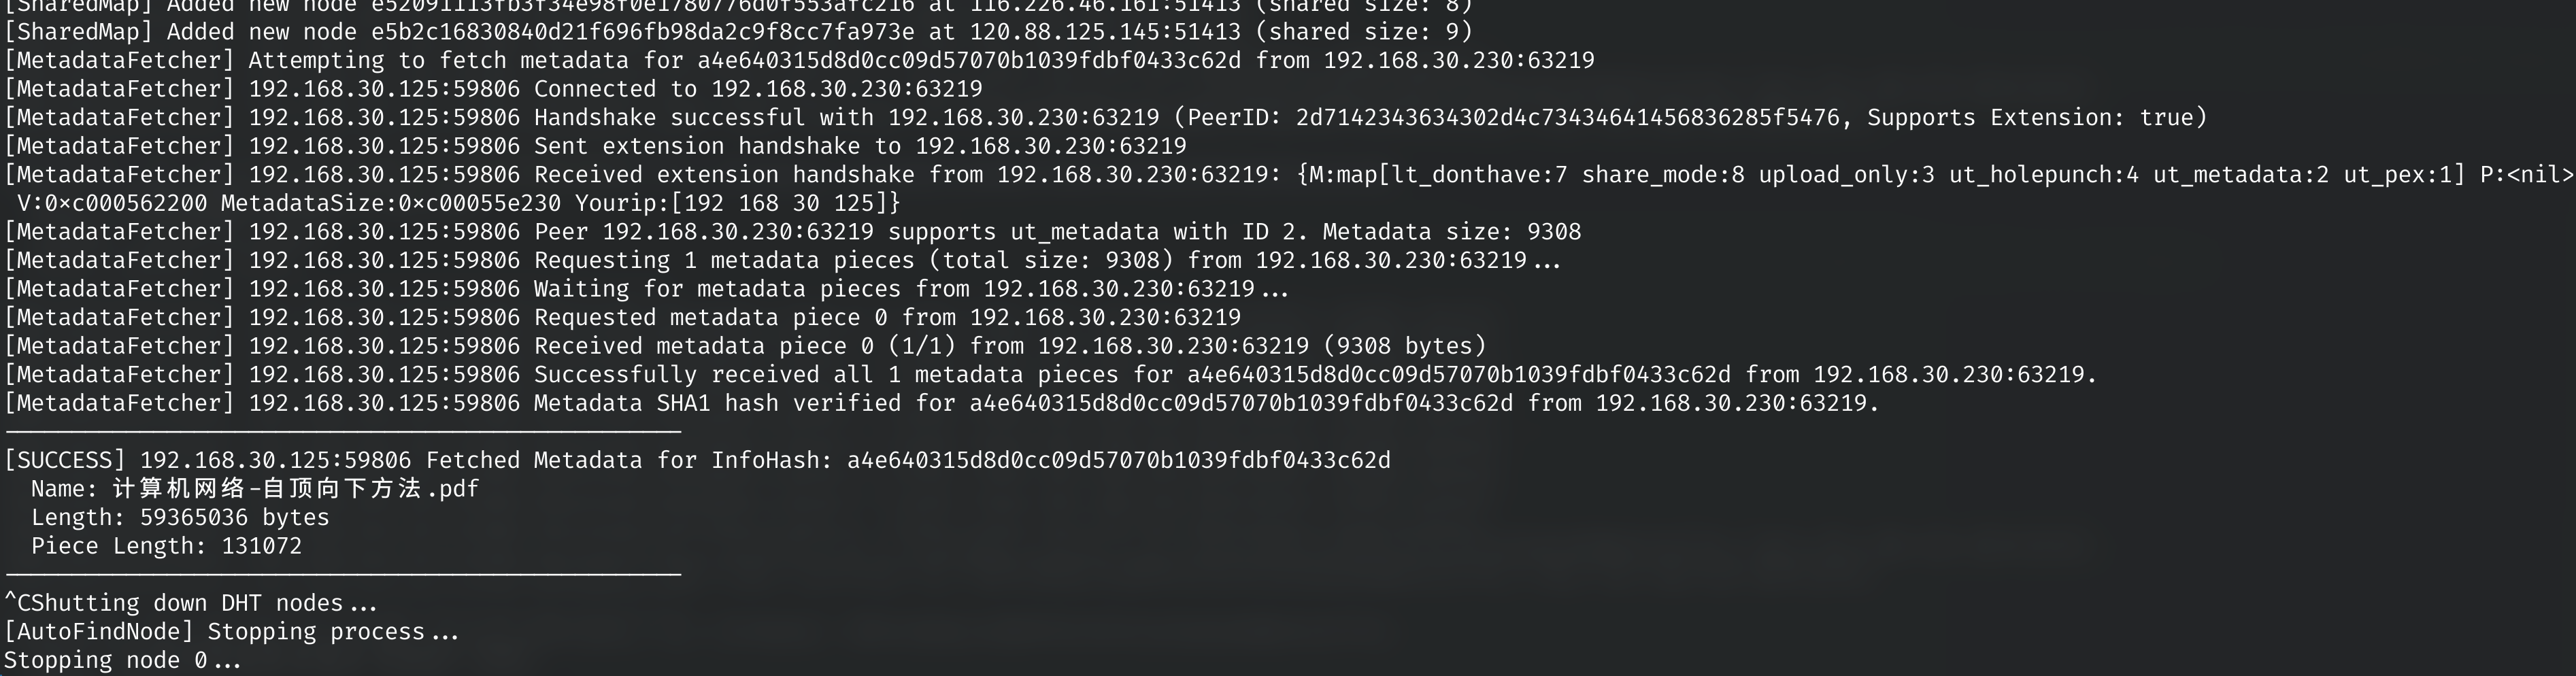 [SharedMap] Added new node e52091113fb3f34e98f0e1780776d0f553afc216 at 116.226.46.161:51413 (shared size: 8)
[SharedMap] Added new node e5b2c16830840d21f696fb98da2c9f8cc7fa973e at 120.88.125.145:51413 (shared size: 9)
[MetadataFetcher] Attempting to fetch metadata for a4e640315d8d0cc09d57070b1039fdbf0433c62d from 192.168.30.230:63219
[MetadataFetcher] 192.168.30.125:59806 Connected to 192.168.30.230:63219
[MetadataFetcher] 192.168.30.125:59806 Handshake successful with 192.168.30.230:63219 (PeerID: 2d7142343634302d4c73434641456836285f5476, Supports Extension: true)
[MetadataFetcher] 192.168.30.125:59806 Sent extension handshake to 192.168.30.230:63219
[MetadataFetcher] 192.168.30.125:59806 Received extension handshake from 192.168.30.230:63219: {M:map[lt_donthave:7 share_mode:8 upload_only:3 ut_holepunch:4 ut_metadata:2 ut_pex:1] P:<nil>
V:0xc000562200 MetadataSize:0xc00055e230 Yourip:[192 168 30 125]}
[MetadataFetcher] 192.168.30.125:59806 Peer 192.168.30.230:63219 supports ut_metadata with ID 2. Metadata size: 9308
[MetadataFetcher] 192.168.30.125:59806 Requesting 1 metadata pieces (total size: 9308) from 192.168.30.230:63219...
[MetadataFetcher] 192.168.30.125:59806 Waiting for metadata pieces from 192.168.30.230:63219...
[MetadataFetcher] 192.168.30.125:59806 Requested metadata piece 0 from 192.168.30.230:63219
[MetadataFetcher] 192.168.30.125:59806 Received metadata piece 0 (1/1) from 192.168.30.230:63219 (9308 bytes)
[MetadataFetcher] 192.168.30.125:59806 Successfully received all 1 metadata pieces for a4e640315d8d0cc09d57070b1039fdbf0433c62d from 192.168.30.230:63219.
[MetadataFetcher] 192.168.30.125:59806 Metadata SHA1 hash verified for a4e640315d8d0cc09d57070b1039fdbf0433c62d from 192.168.30.230:63219.
--------------------------------------------------
[SUCCESS] 192.168.30.125:59806 Fetched Metadata for InfoHash: a4e640315d8d0cc09d57070b1039fdbf0433c62d
Name: 计算机网络-自顶向下方法.pdf
Length: 59365036 bytes
Piece Length: 131072
--------------------------------------------------
^CShutting down DHT nodes...
[AutoFindNode] Stopping process...
Stopping node 0...